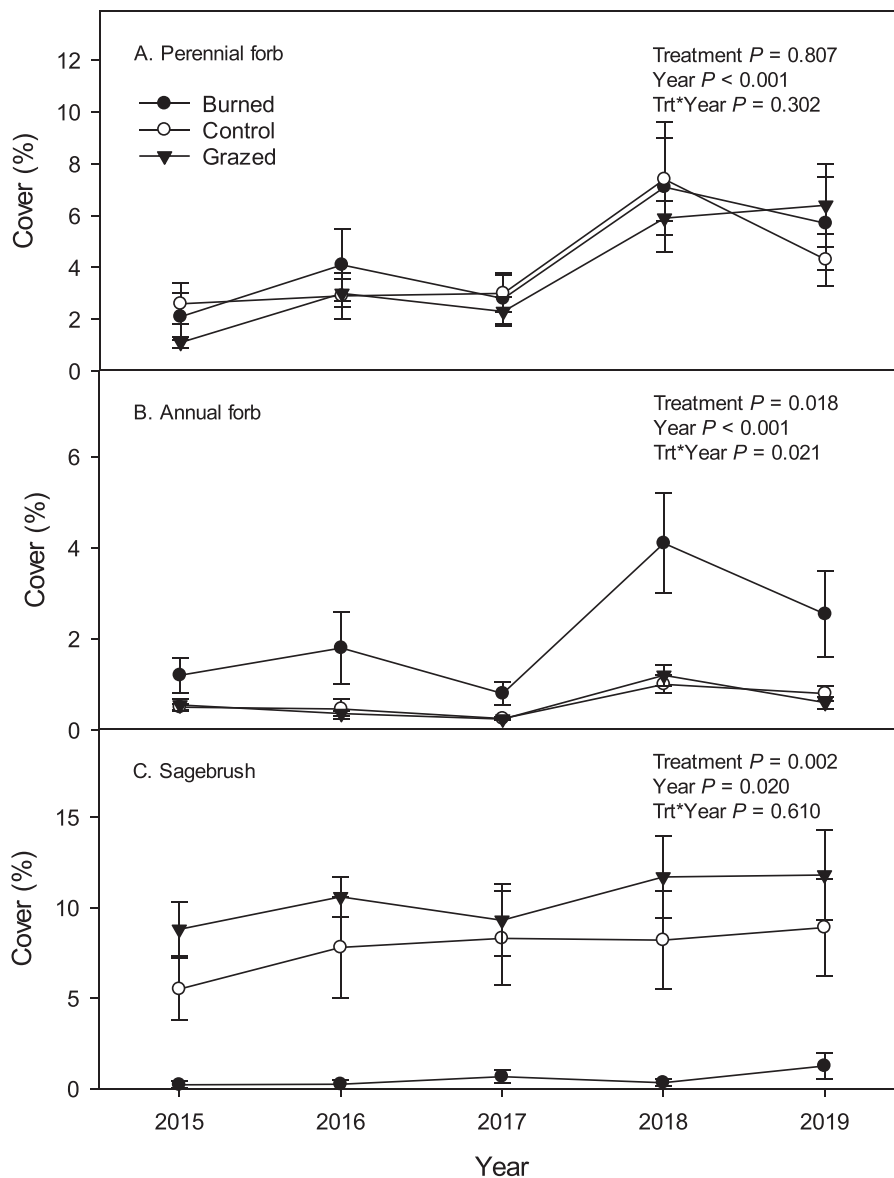 A. Perennial forb
Treatment P = 0.807
Year P < 0.001
Trt*Year P = 0.302
Burned
Control
Grazed
12
10
8
6
4
2
0
Cover (%)
B. Annual forb
Treatment P = 0.018
Year P < 0.001
Trt*Year P = 0.021
6
4
2
0
Cover (%)
C. Sagebrush
Treatment P = 0.002
Year P = 0.020
Trt*Year P = 0.610
15
10
5
0
Cover (%)
2015 2016 2017 2018 2019
Year